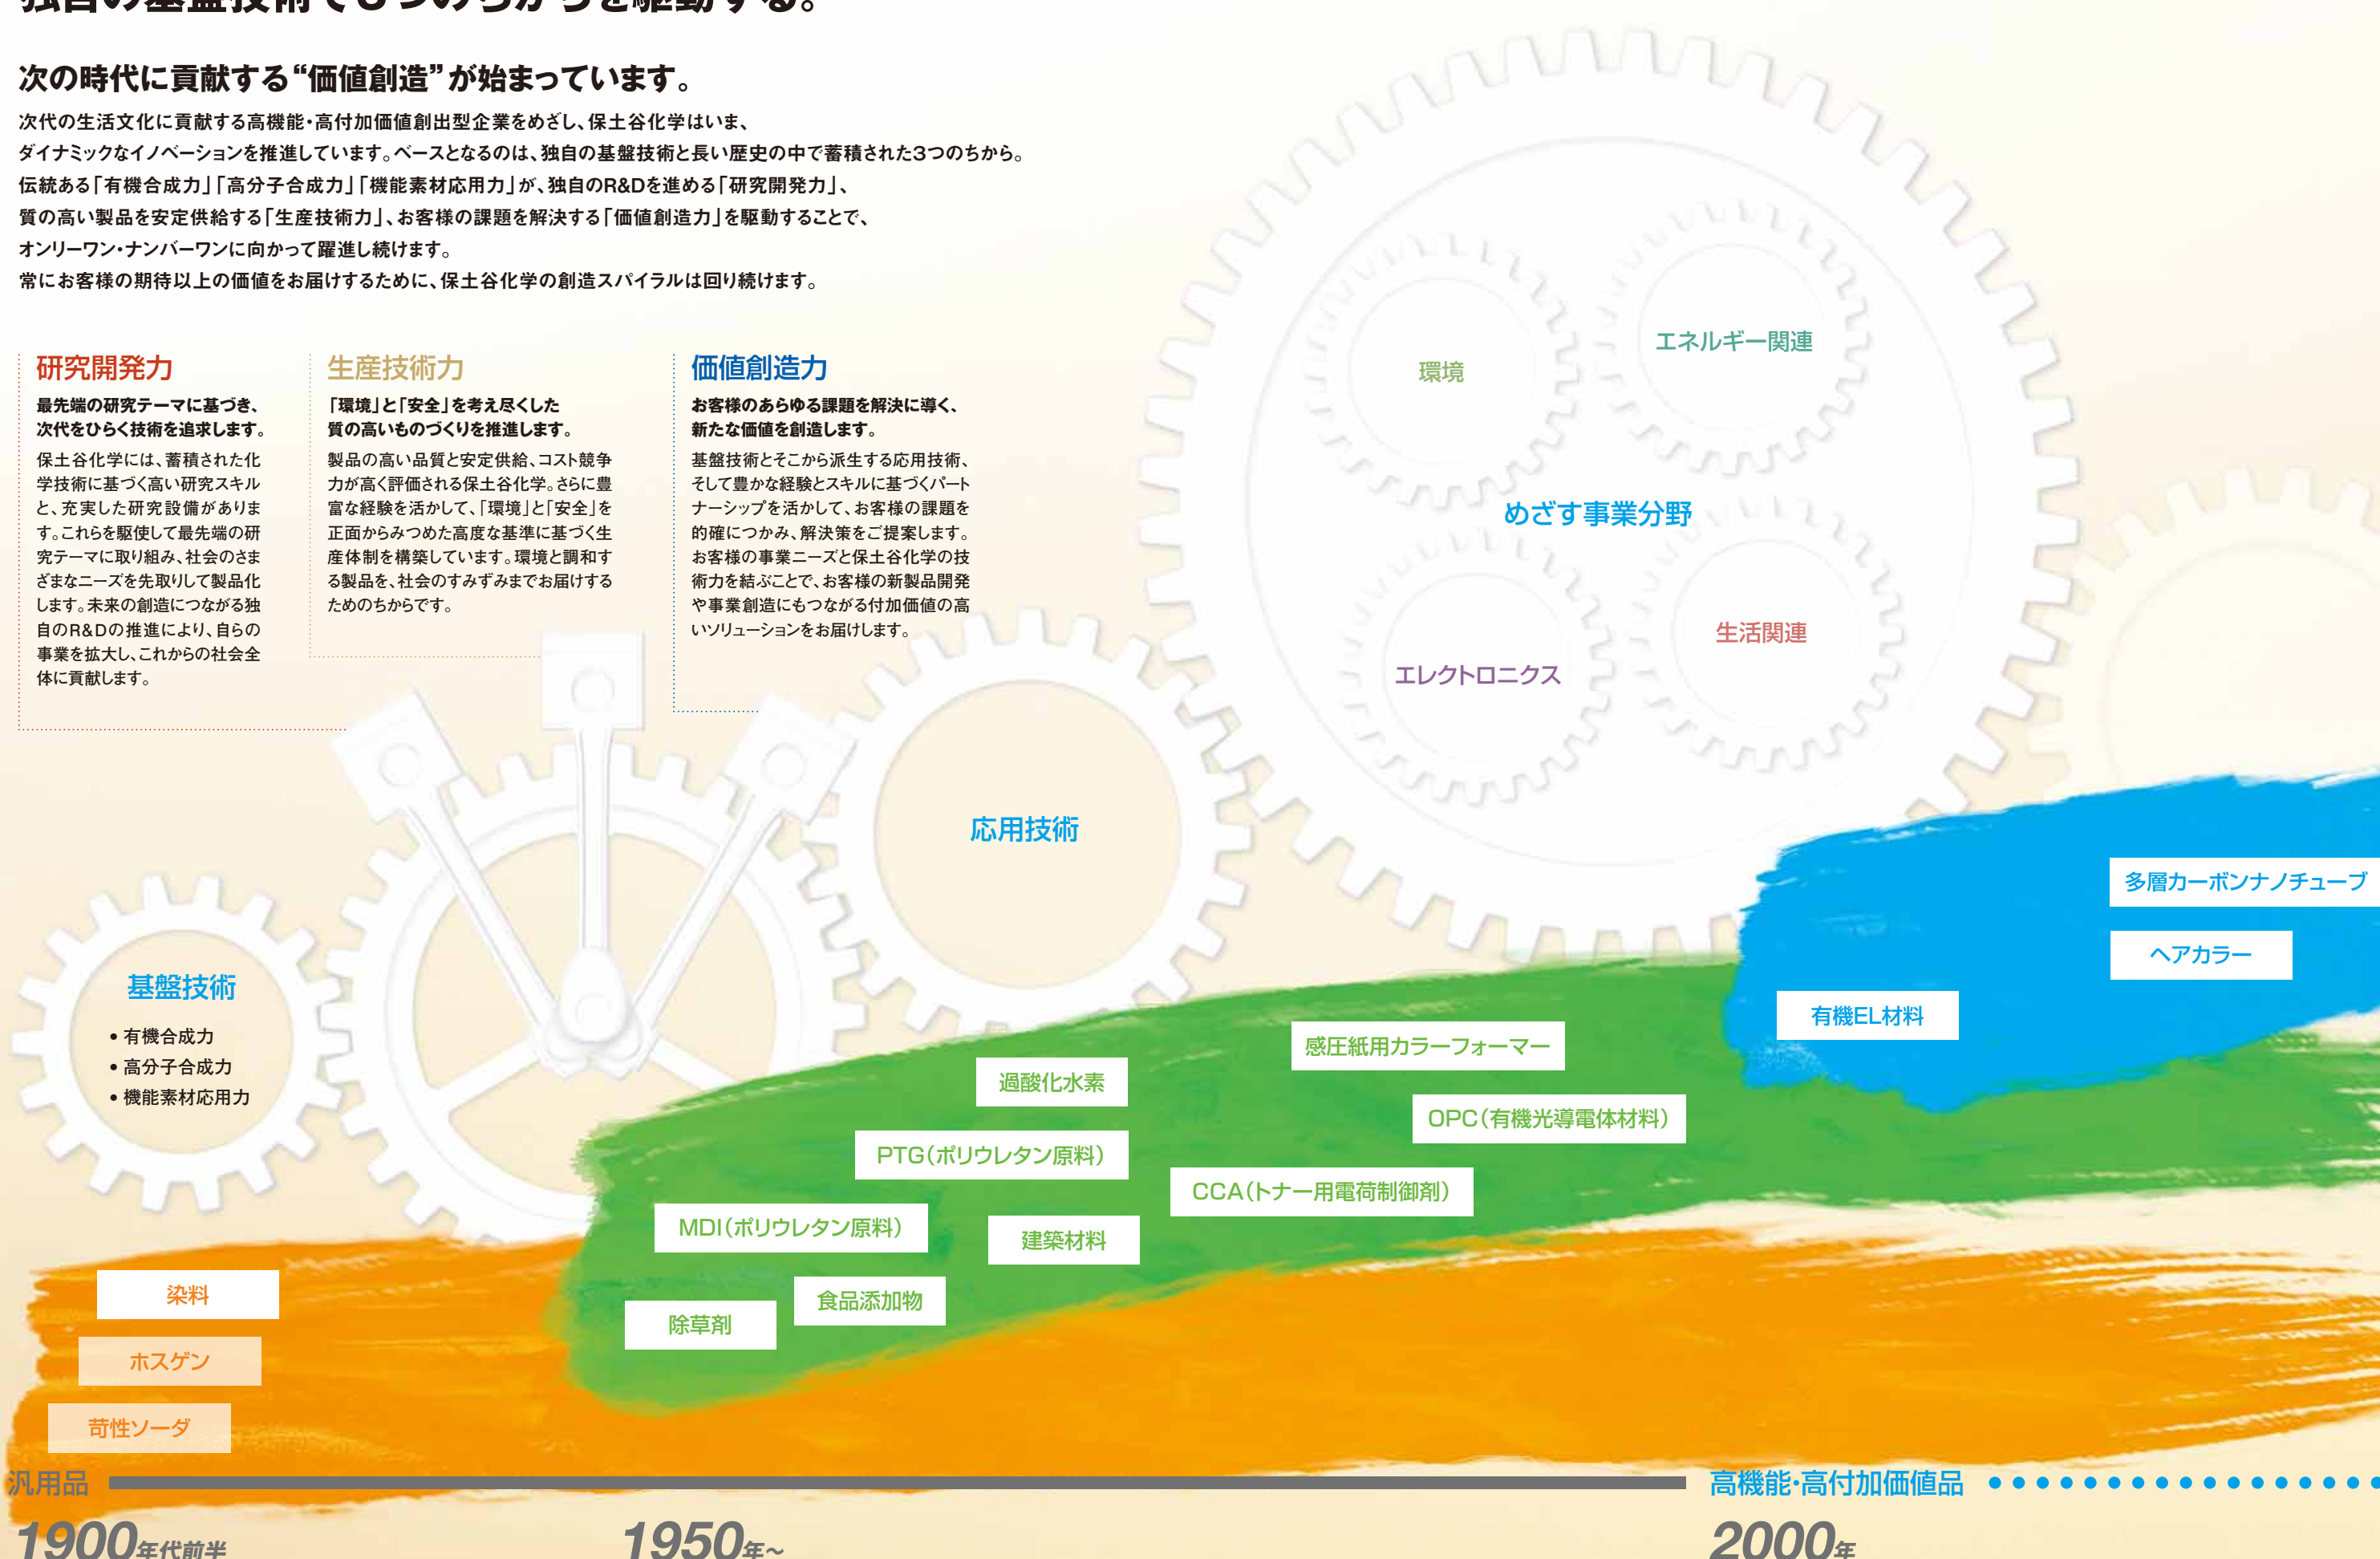 独自の基盤技術で3つのちからを駆動する。
次の時代に貢献する“価値創造”が始まっています。
次代の生活文化に貢献する高機能・高付加価値創出型企業をめざし、保土谷化学はいま、
ダイナミックなイノベーションを推進しています。ベースとなるのは、独自の基盤技術と長い歴史の中で蓄積された3つのちから。
伝統ある「有機合成力」「高分子合成力」「機能素材応用力」が、独自のR&Dを進める「研究開発力」、
質の高い製品を安定供給する「生産技術力」、お客様の課題を解決する「価値創造力」を駆動することで、
オンリーワン・ナンバーワンに向かって躍進し続けます。
常にお客様の期待以上の価値をお届けするために、保土谷化学の創造スパイラルは回り続けます。
研究開発力
最先端の研究テーマに基づき、
次代をひらく技術を追求します。
保土谷化学には、蓄積された化
学技術に基づく高い研究スキル
と、充実した研究設備がありま
す。これらを駆使して最先端の研
究テーマに取り組み、社会のさま
ざまなニーズを先取りして製品化
します。未来の創造につながる独
自のR&Dの推進により、自らの
事業を拡大し、これからの社会全
体に貢献します。
生産技術力
「環境」と「安全」を考え尽くした
質の高いものづくりを推進します。
製品の高い品質と安定供給、コスト競争
力が高く評価される保土谷化学。さらに豊
富な経験を活かして、「環境」と「安全」を
正面からみつめた高度な基準に基づく生
産体制を構築しています。環境と調和す
る製品を、社会のすみずみまでお届けする
ためのちからです。
価値創造力
お客様のあらゆる課題を解決に導く、
新たな価値を創造します。
基盤技術とそこから派生する応用技術、
そして豊かな経験とスキルに基づくパート
ナーシップを活かして、お客様の課題を
的確につかみ、解決策をご提案します。
お客様の事業ニーズと保土谷化学の技
術力を結ぶことで、お客様の新製品開発
や事業創造にもつながる付加価値の高
いソリューションをお届けします。
環境
エネルギー関連
めざす事業分野
エレクトロニクス
生活関連
応用技術
基盤技術
• 有機合成力
• 高分子合成力
• 機能素材応用力
多層カーボンナノチューブ
ヘアカラー
有機EL材料
感圧紙用カラーフォーマー
過酸化水素
OPC(有機光導電体材料)
PTG(ポリウレタン原料)
CCA(トナー用電荷制御剤)
MDI(ポリウレタン原料)
建築材料
食品添加物
除草剤
染料
ホスゲン
苛性ソーダ
汎用品
高機能・高付加価値品
1900年代前半
1950年～
2000年